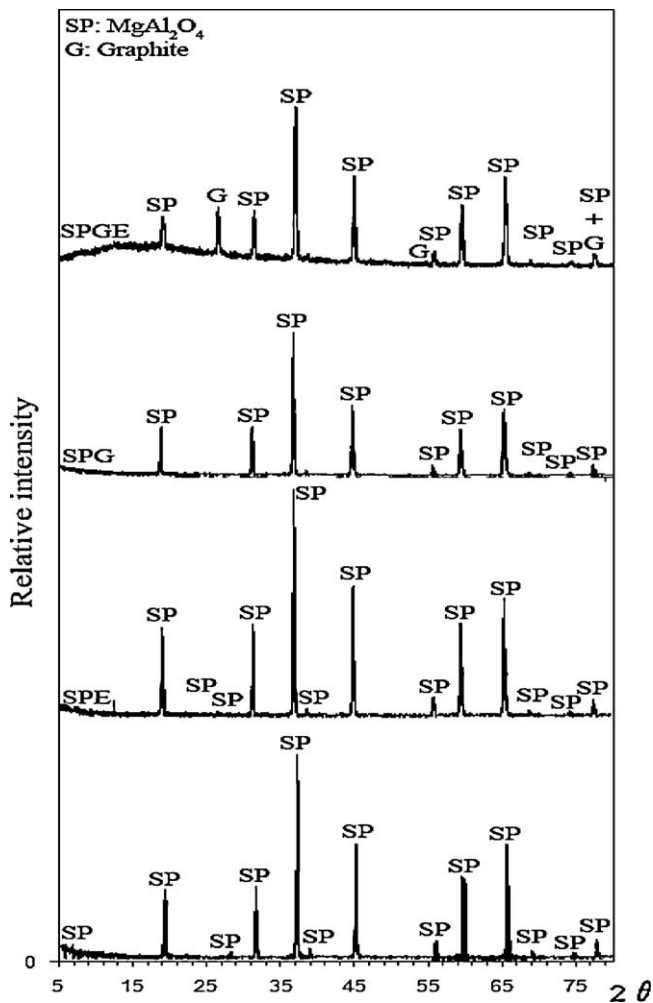 SP: MgAl₂O₄
G: Graphite
SP
SP G SP SP SP SP SP
SPGE G SP SP SP + G
SP
SP SP SP SP SP
SPG SP SP SP SP
SP
SP SP SP SP SP
SPE SP SP SP SP SP SP SP
SP
SP SP SP SP SP
SP SP SP SP SP SP SP
Relative intensity
0
5 15 25 35 45 55 65 75 2 θ